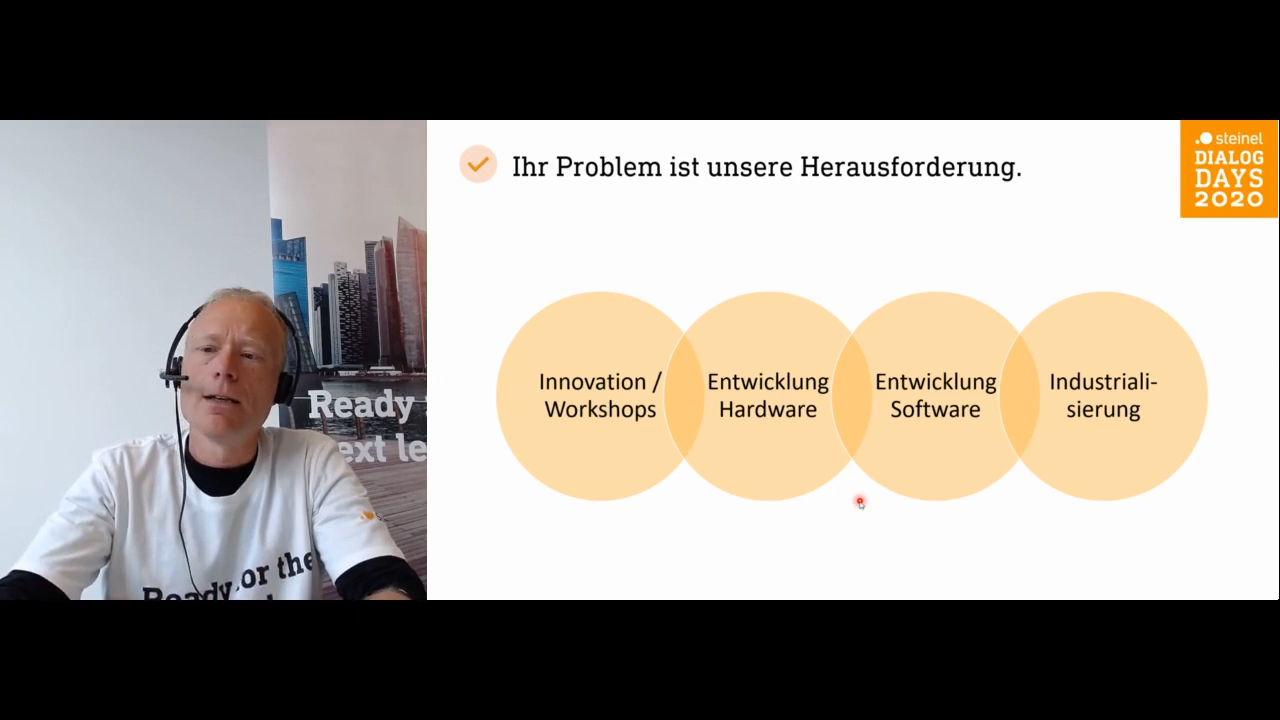 Ihr Problem ist unsere Herausforderung.
steinel
DIALOG
DAYS
2020
Innovation /
Workshops
Entwicklung
Hardware
Entwicklung
Software
Industriali-
sierung
Ready
ext le
Ready or the